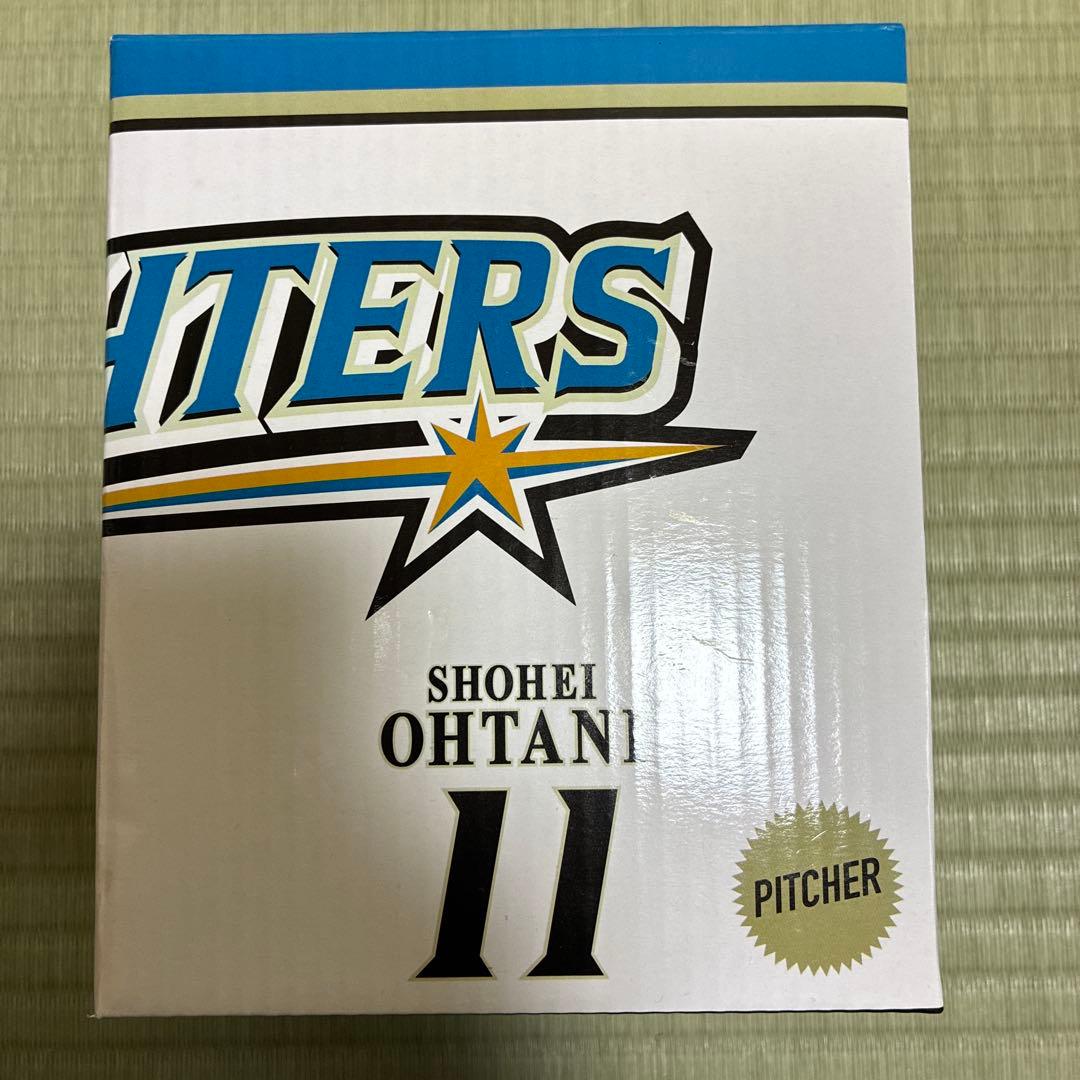 HTERS
SHOHEI
OHTANI
11
PITCHER